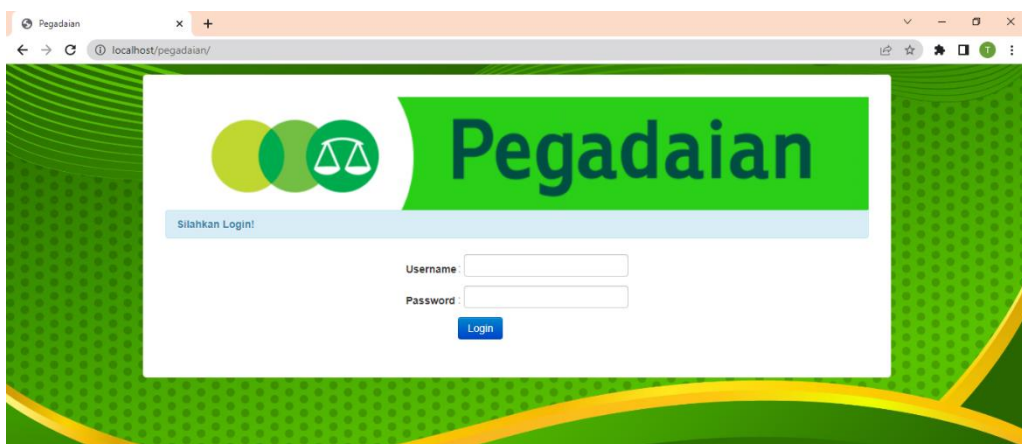 Pegadaian
localhost/pegadaian/
T
Pegadaian
Silahkan Login!
Username :
Password :
Login